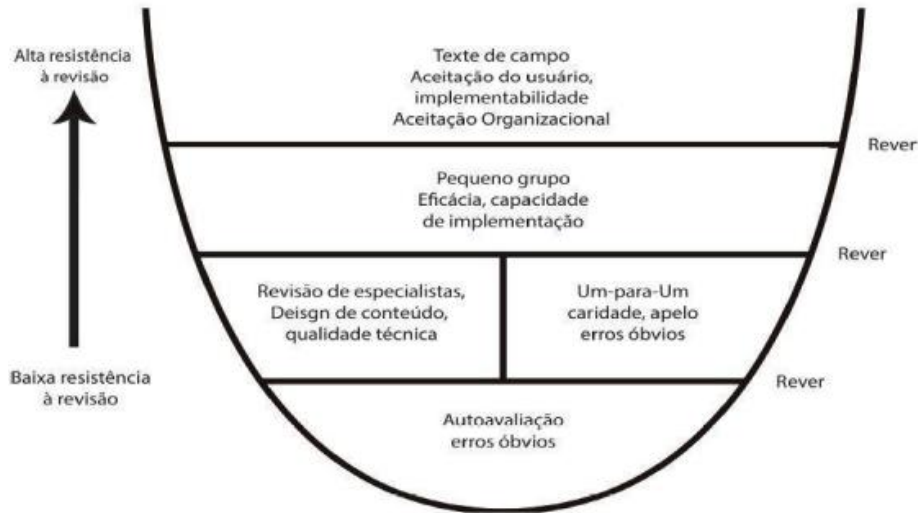 Alta resistência
à revisão
Texte de campo
Aceitação do usuário,
implementabilidade
Aceitação Organizacional
Rever
Pequeno grupo
Eficácia, capacidade
de implementação
Rever
Revisão de especialistas,
Deisgn de conteúdo,
qualidade técnica
Um-para-Um
caridade, apelo
erros óbvios
Baixa resistência
à revisão
Rever
Autoavaliação
erros óbvios